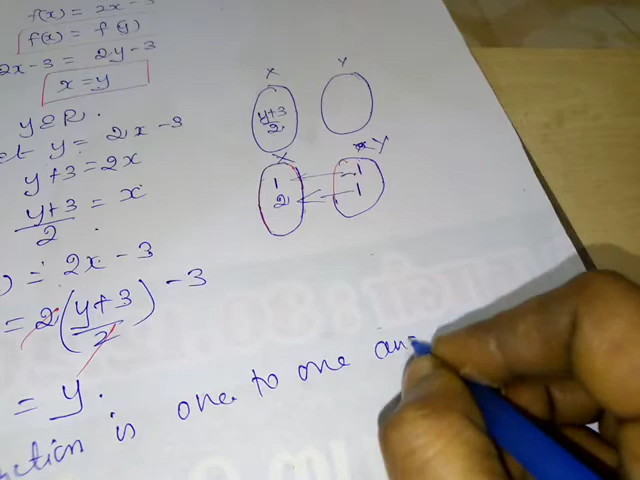 f(x) = 2x - 3
f(x) = f(y)
2x-3 = 2y-3
x = y
y∈R.
let y = 2x-3
y+3 = 2x
y+3/2 = x
= 2x - 3
= 2(y+3/2) - 3
= y.
is one to one an
X Y
y+3/2
X Y
1 1
2 1